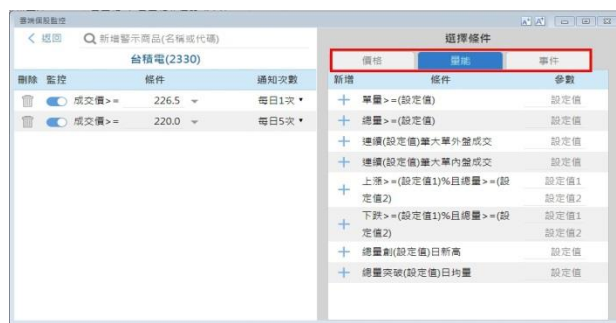 雲端個股監控
返回 新增警示商品(名稱或代碼)
台積電(2330)
刪除 監控 條件 通知次數
成交價>= 226.5 每日1次
成交價>= 220.0 每日5次
選擇條件
價格 量能 事件
新增 條件 參數
單量>=(設定值) 設定值
總量>=(設定值) 設定值
連續(設定值)筆大單外盤成交 設定值
連續(設定值)筆大單內盤成交 設定值
上漲>=(設定值1)%且總量>=(設 設定值1
定值2) 設定值2
下跌>=(設定值1)%且總量>=(設 設定值1
定值2) 設定值2
總量創(設定值)日新高 設定值
總量突破(設定值)日均量 設定值